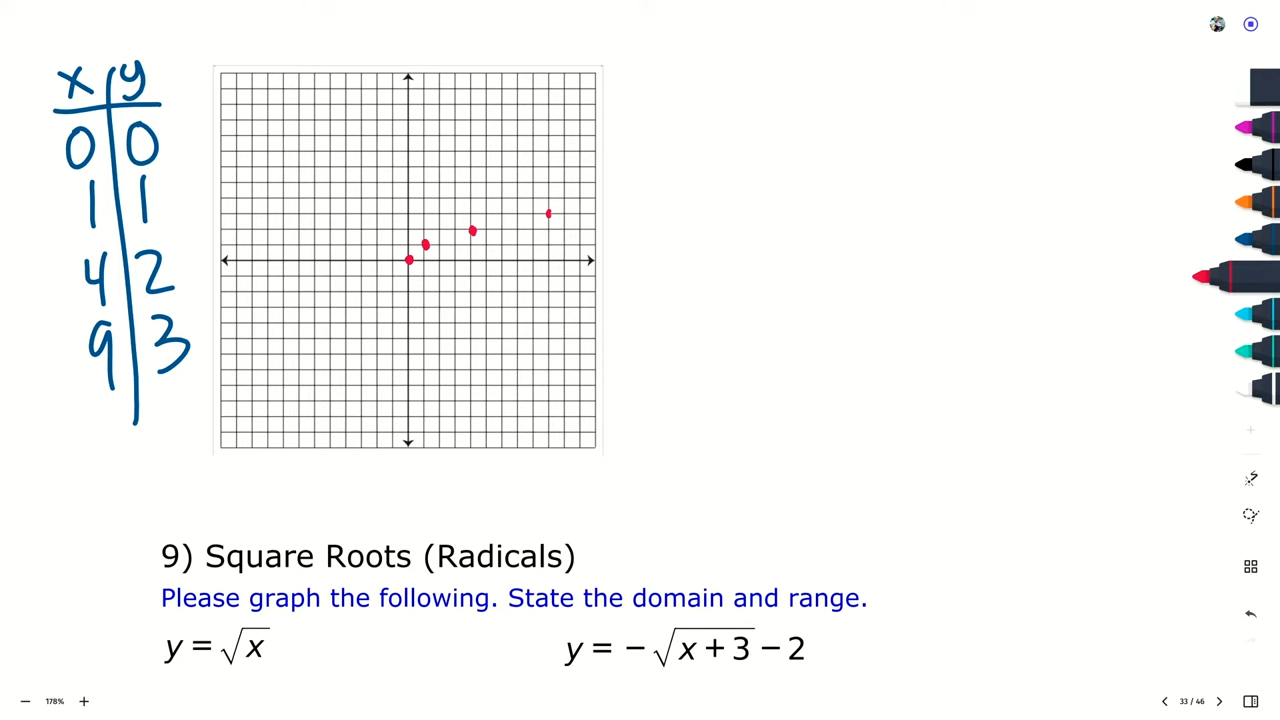 x y
0 0
1 1
4 2
9 3
9) Square Roots (Radicals)
Please graph the following. State the domain and range.
y = √x
y = −√x + 3 − 2
178%
33 / 46